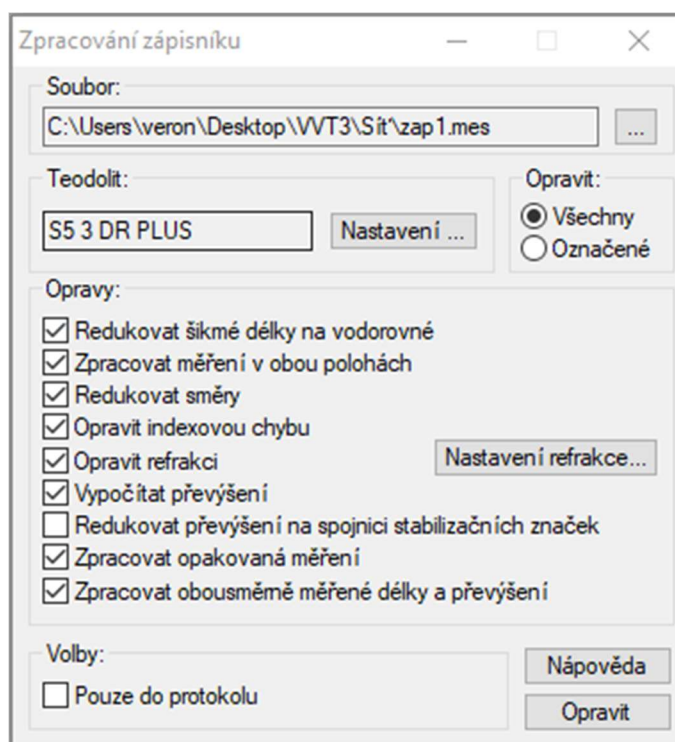 Zpracování zápisníku
Soubor:
C:\Users\veron\Desktop\VVT3\Síť\zap1.mes
...
Teodolit:
S5 3 DR PLUS
Nastavení ...
Opravit:
Všechny
Označené
Opravy:
Redukovat šikmé délky na vodorovné
Zpracovat měření v obou polohách
Redukovat směry
Opravit indexovou chybu
Opravit refrakci
Nastavení refrakce...
Vypočítat převýšení
Redukovat převýšení na spojnici stabilizačních značek
Zpracovat opakovaná měření
Zpracovat obousměrně měřené délky a převýšení
Volby:
Pouze do protokolu
Nápověda
Opravit